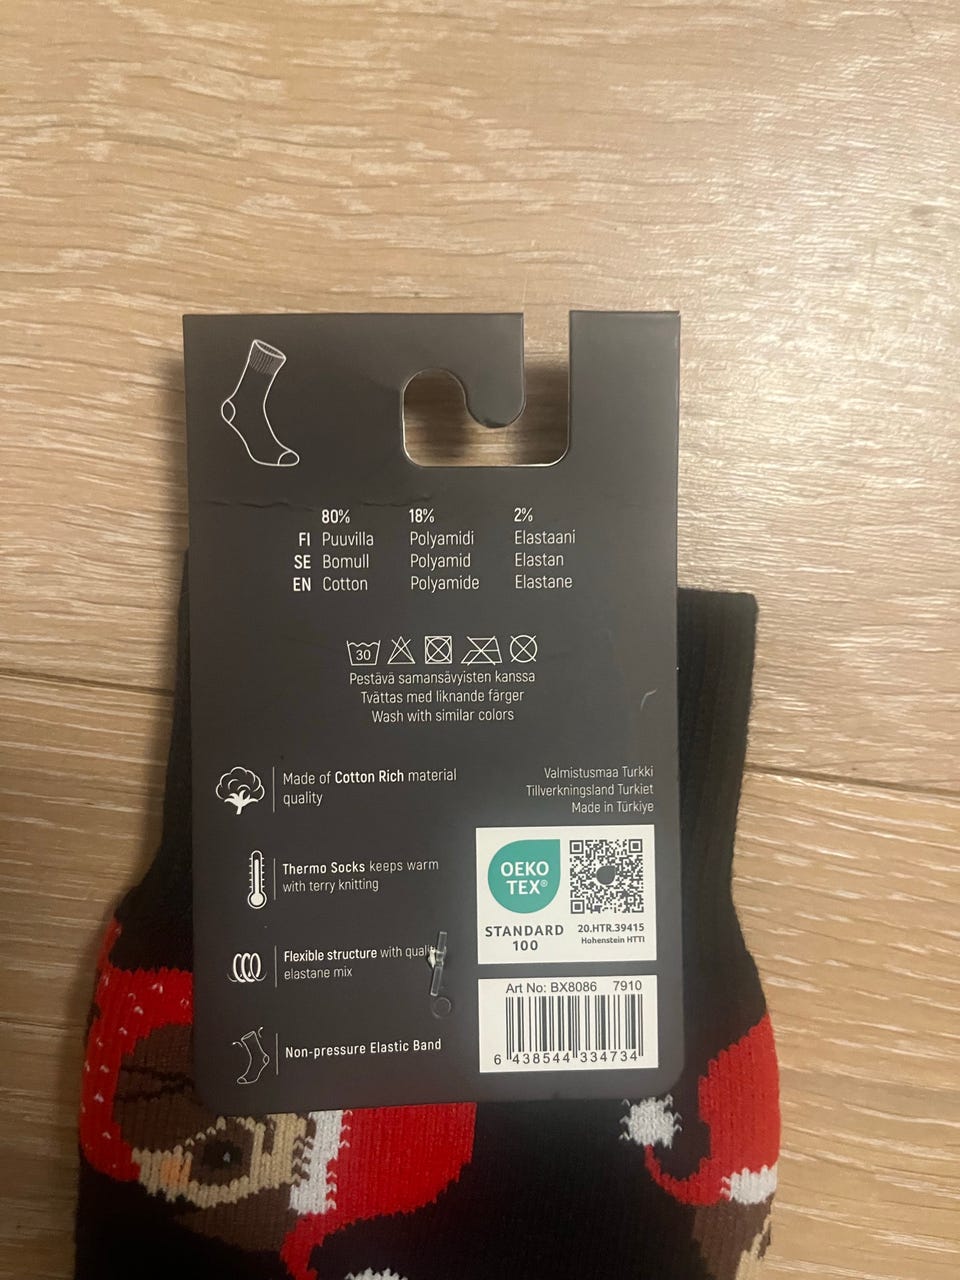 80% 18% 2%
FI Puuvilla Polyamidi Elastaani
SE Bomull Polyamid Elastan
EN Cotton Polyamide Elastane
30
Pestävä samansävyisten kanssa
Tvättas med liknande färger
Wash with similar colors
Made of Cotton Rich material
quality
Valmistusmaa Turkki
Tillverkningsland Turkiet
Made in Türkiye
Thermo Socks keeps warm
with terry knitting
OEKO
TEX®
STANDARD
100
20.HTR.39415
Hohenstein HTTI
Flexible structure with quality
elastane mix
Art No: BX8086 7910
6 438544 334734
Non-pressure Elastic Band